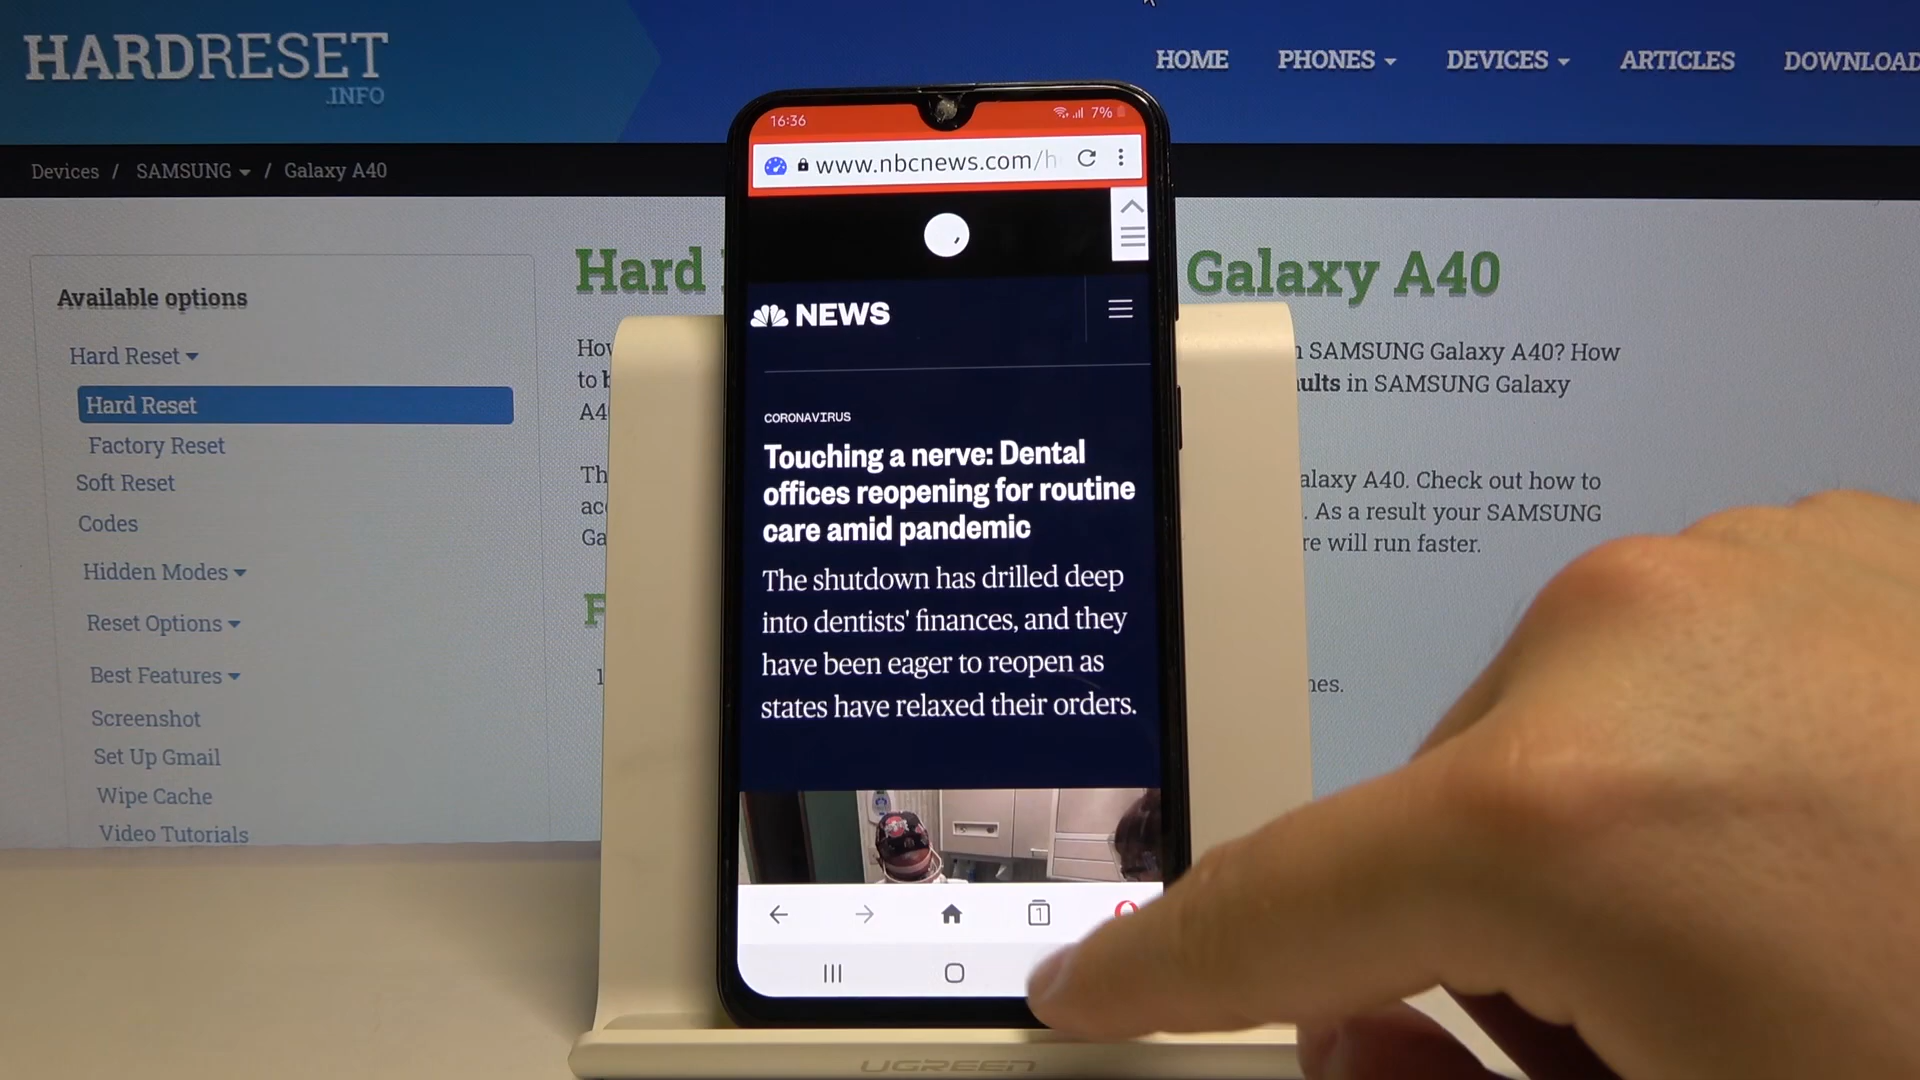 HARDRESET
.INFO
HOME
PHONES
DEVICES
ARTICLES
DOWNLOAD
Devices / SAMSUNG / Galaxy A40
Available options
Hard Reset
Hard Reset
Factory Reset
Soft Reset
Codes
Hidden Modes
Reset Options
Best Features
Screenshot
Set Up Gmail
Wipe Cache
Video Tutorials
Hard
Galaxy A40
SAMSUNG Galaxy A40? How
to
in SAMSUNG Galaxy
A4
alaxy A40. Check out how to
. As a result your SAMSUNG
re will run faster.
16:36
7%
www.nbcnews.com/h
NEWS
CORONAVIRUS
Touching a nerve: Dental
offices reopening for routine
care amid pandemic
The shutdown has drilled deep
into dentists' finances, and they
have been eager to reopen as
states have relaxed their orders.
1
UGREEN